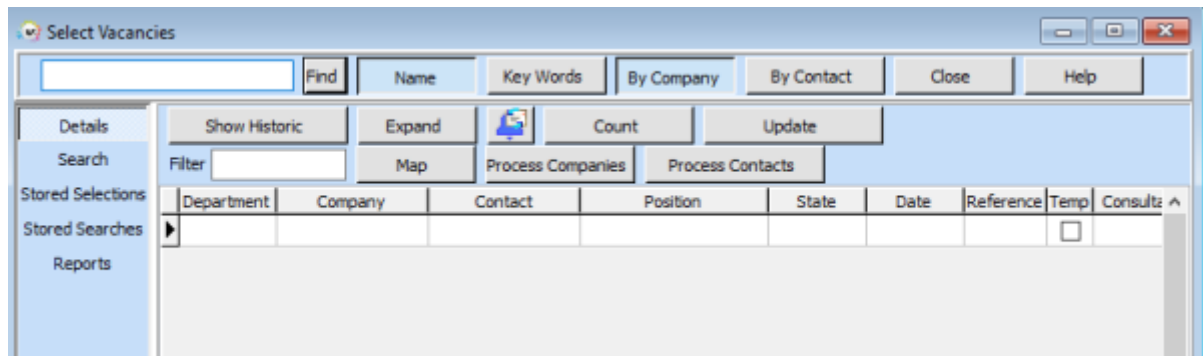 Select Vacancies
Find Name Key Words By Company By Contact Close Help
Details Show Historic Expand Count Update
Search Filter Map Process Companies Process Contacts
Stored Selections Department Company Contact Position State Date Reference Temp Consulta
Stored Searches
Reports